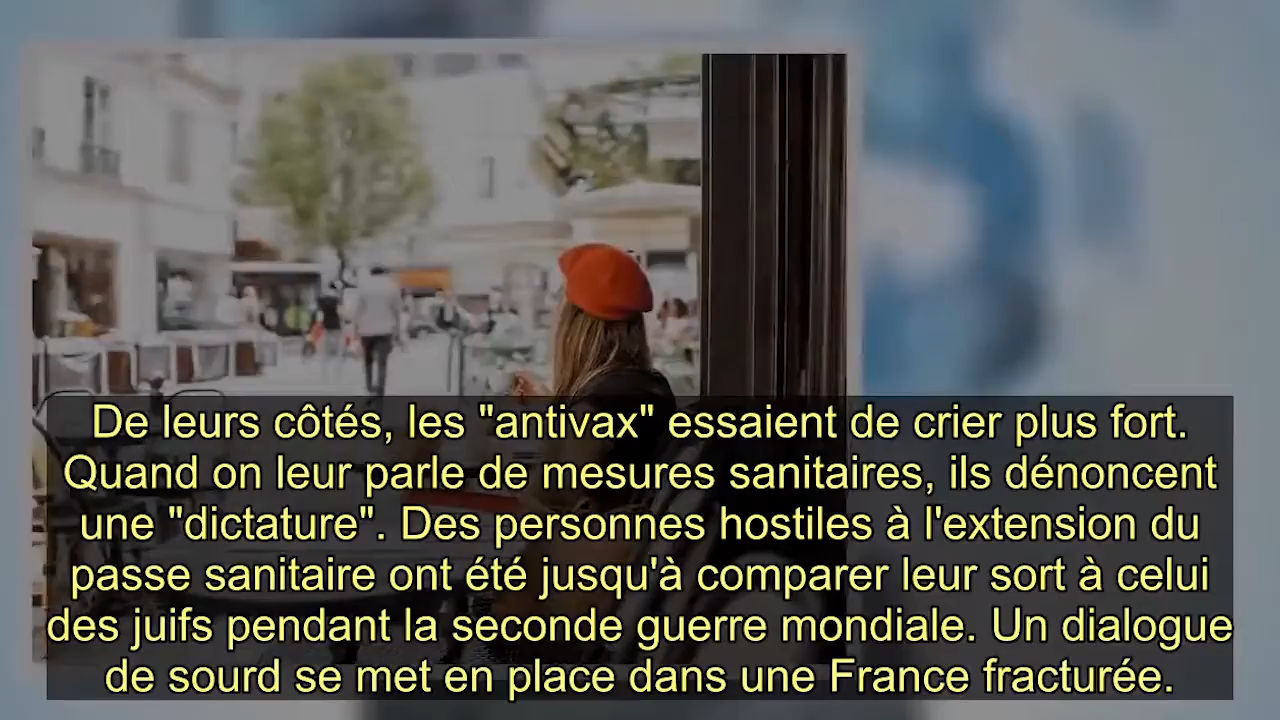 De leurs côtés, les "antivax" essaient de crier plus fort.
Quand on leur parle de mesures sanitaires, ils dénoncent
une "dictature". Des personnes hostiles à l'extension du
passe sanitaire ont été jusqu'à comparer leur sort à celui
des juifs pendant la seconde guerre mondiale. Un dialogue
de sourd se met en place dans une France fracturée.